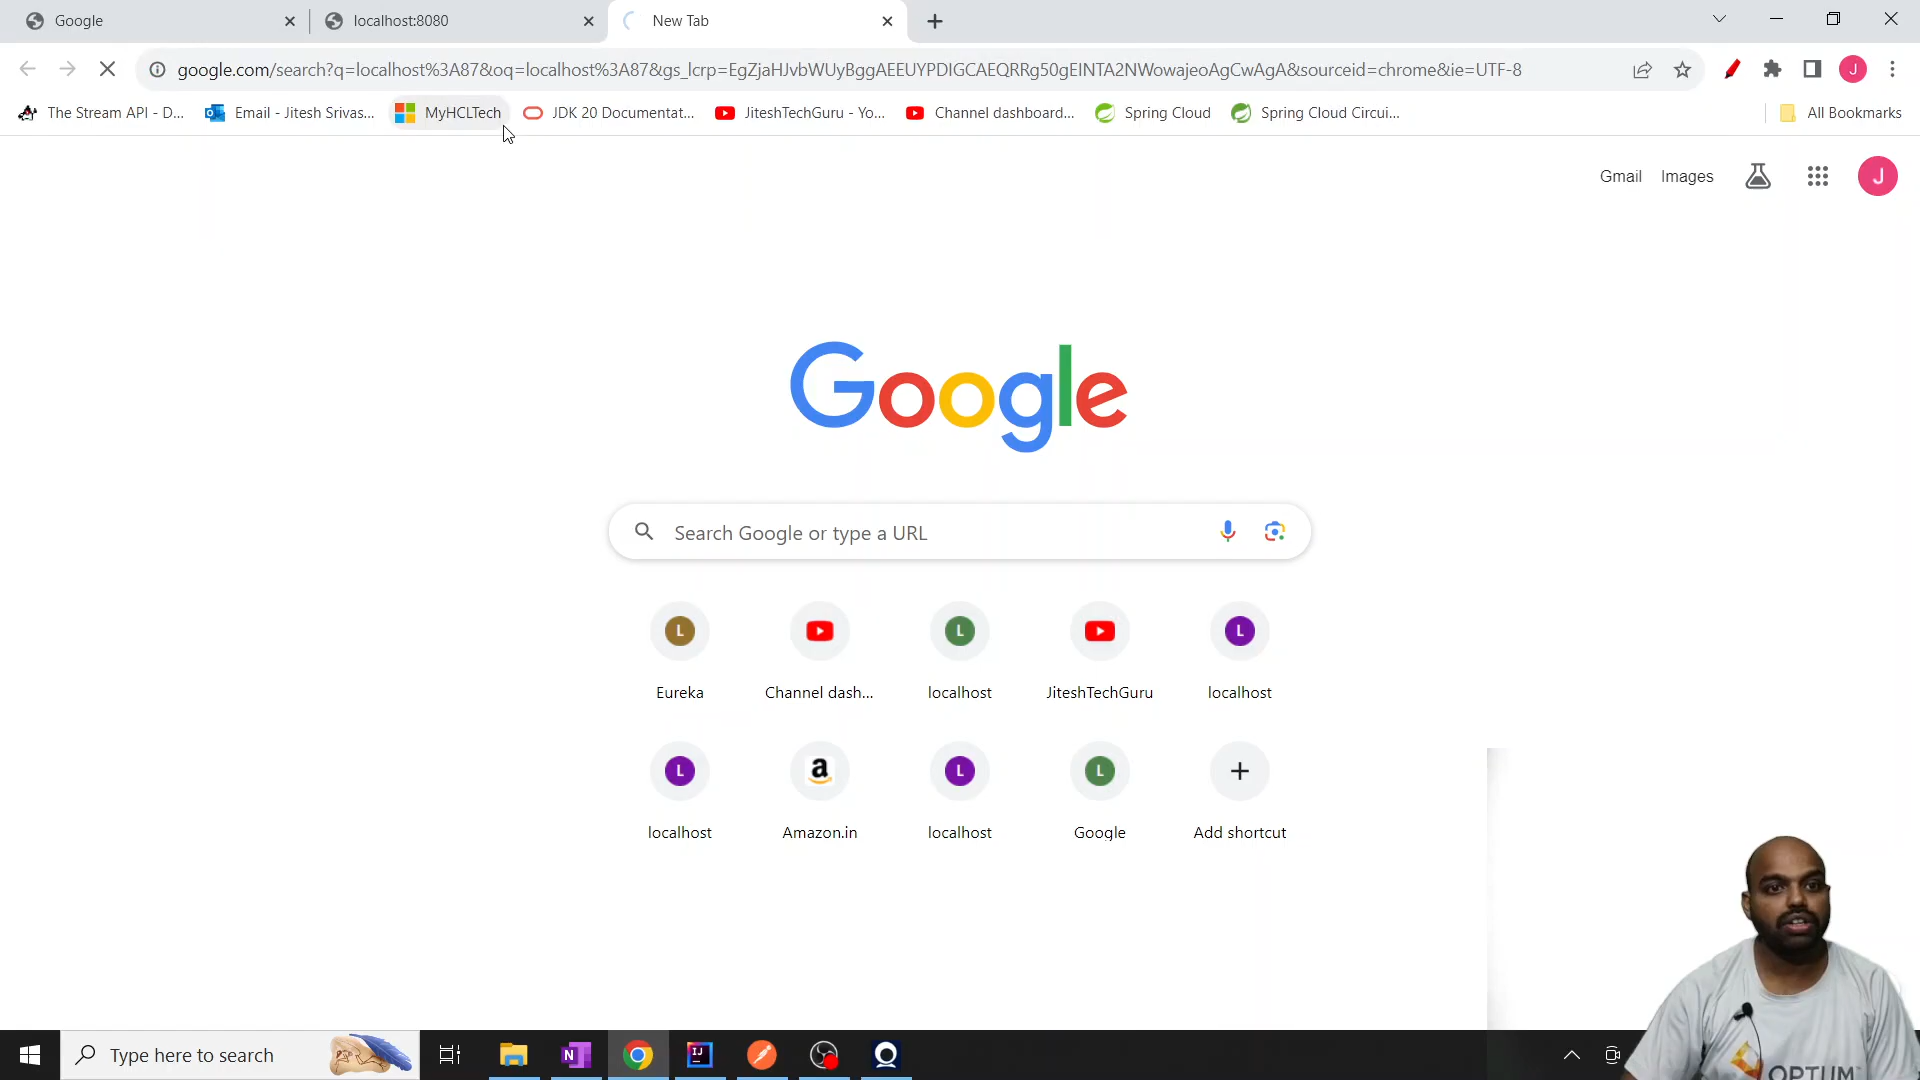 Google
localhost:8080
New Tab
google.com/search?q=localhost%3A87&oq=localhost%3A87&gs_lcrp=EgZjaHJvbWUyBggAEEUYPDIGCAEQRRg50gEINTA2NWowajeoAgCwAgA&sourceid=chrome&ie=UTF-8
J
The Stream API - D...
Email - Jitesh Srivas...
MyHCLTech
JDK 20 Documentat...
JiteshTechGuru - Yo...
Channel dashboard...
Spring Cloud
Spring Cloud Circui...
All Bookmarks
Gmail
Images
J
Google
Search Google or type a URL
L
L
L
Eureka
Channel dash...
localhost
JiteshTechGuru
localhost
L
a
L
L
localhost
Amazon.in
localhost
Google
Add shortcut
Type here to search
N
IJ
OPTUM